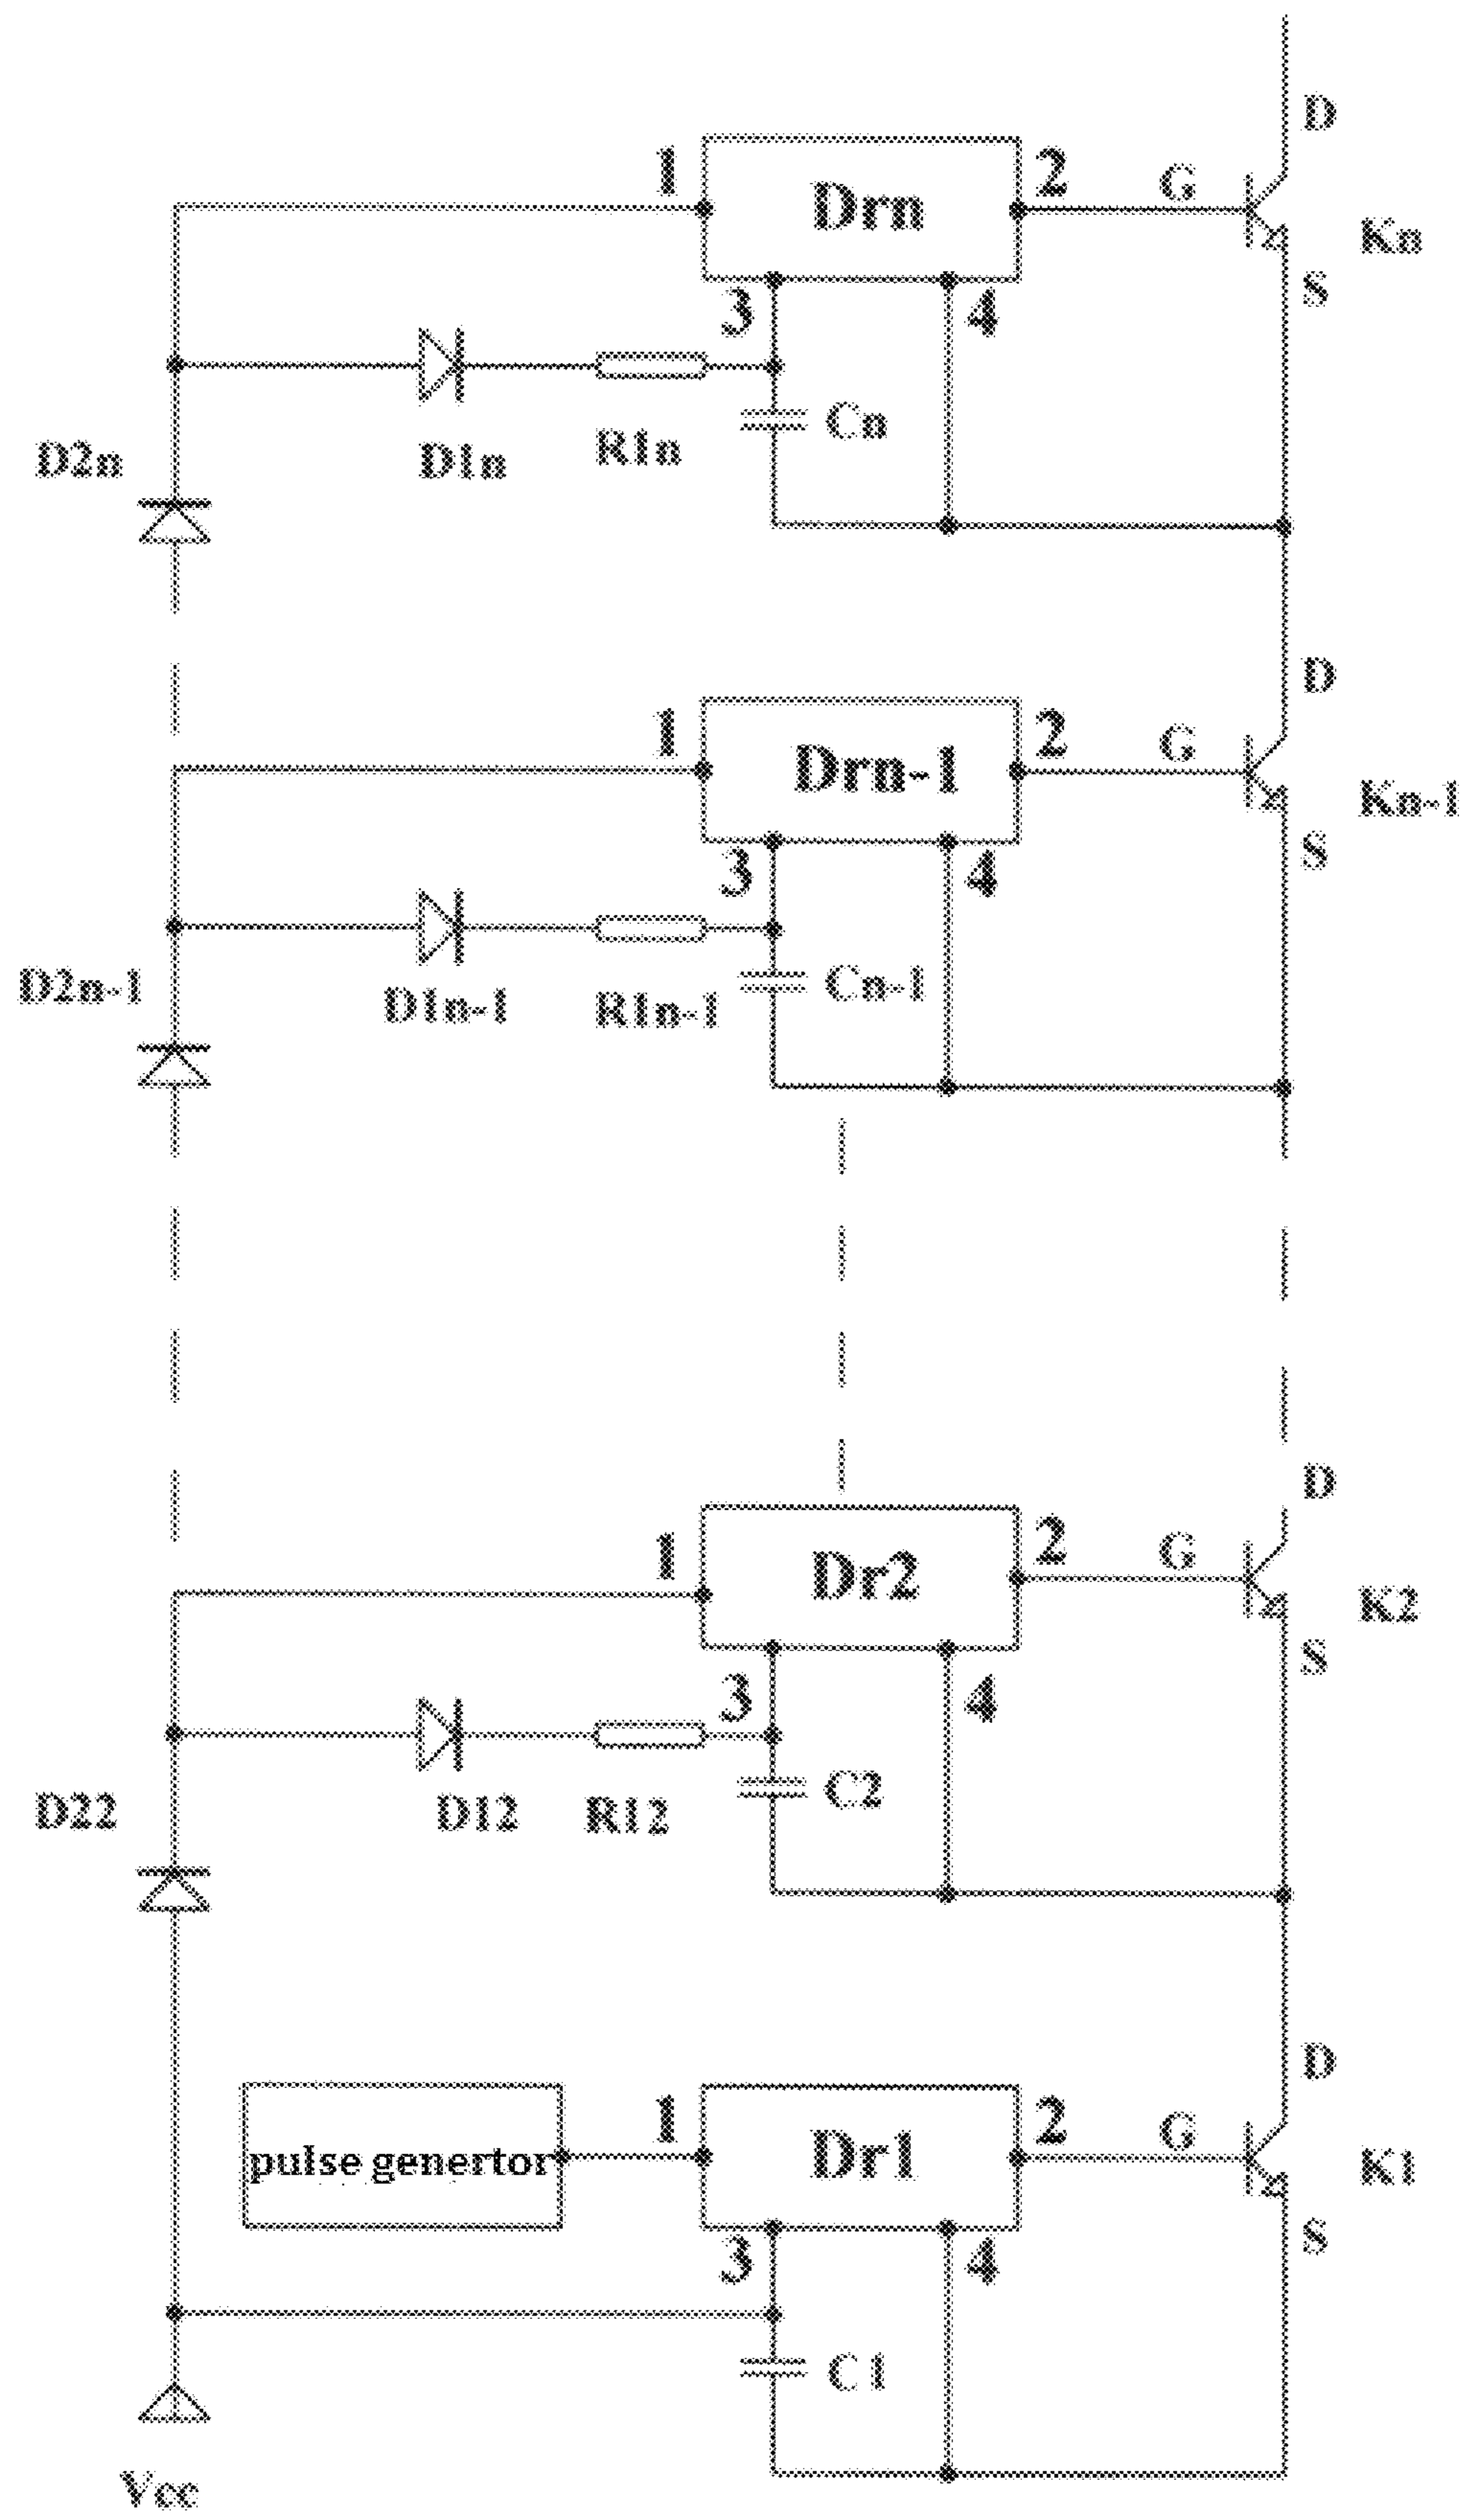 D
1 Drn 2 G
Kn
3 4 S
Cn
D2n D1n R1n
D
1 Drn-1 2 G
Kn-1
3 4 S
Cn-1
D2n-1 D1n-1 R1n-1
D
1 Dr2 2 G
K2
3 4 S
C2
D22 D12 R12
D
1 Dr1 2 G
pulse genertor K1
3 4 S
C1
Vcc